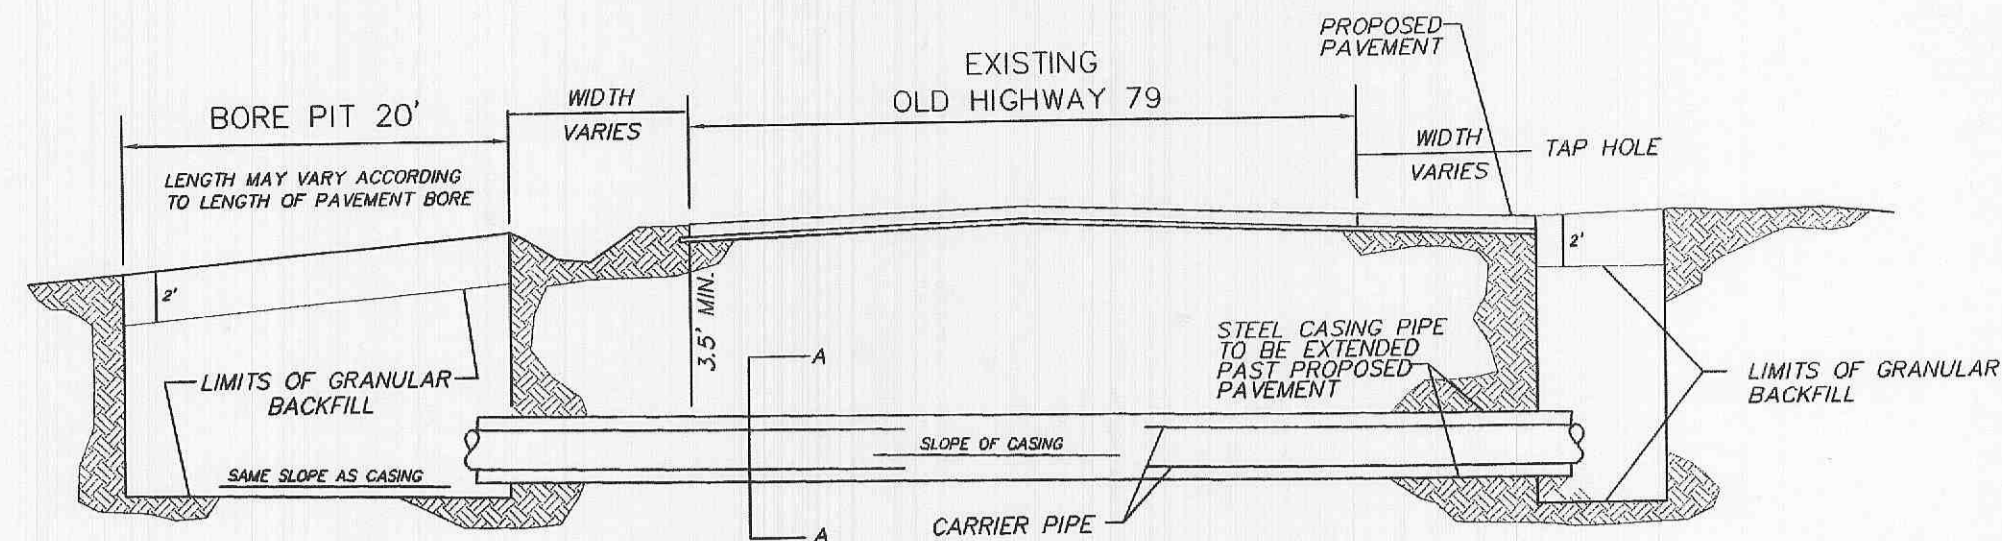 PROPOSED
PAVEMENT
EXISTING
OLD HIGHWAY 79
WIDTH
VARIES
BORE PIT 20'
LENGTH MAY VARY ACCORDING
TO LENGTH OF PAVEMENT BORE
WIDTH
VARIES
TAP HOLE
2'
2'
3.5' MIN.
A
STEEL CASING PIPE
TO BE EXTENDED
PAST PROPOSED
PAVEMENT
LIMITS OF GRANULAR
BACKFILL
LIMITS OF GRANULAR
BACKFILL
SLOPE OF CASING
SAME SLOPE AS CASING
CARRIER PIPE
A